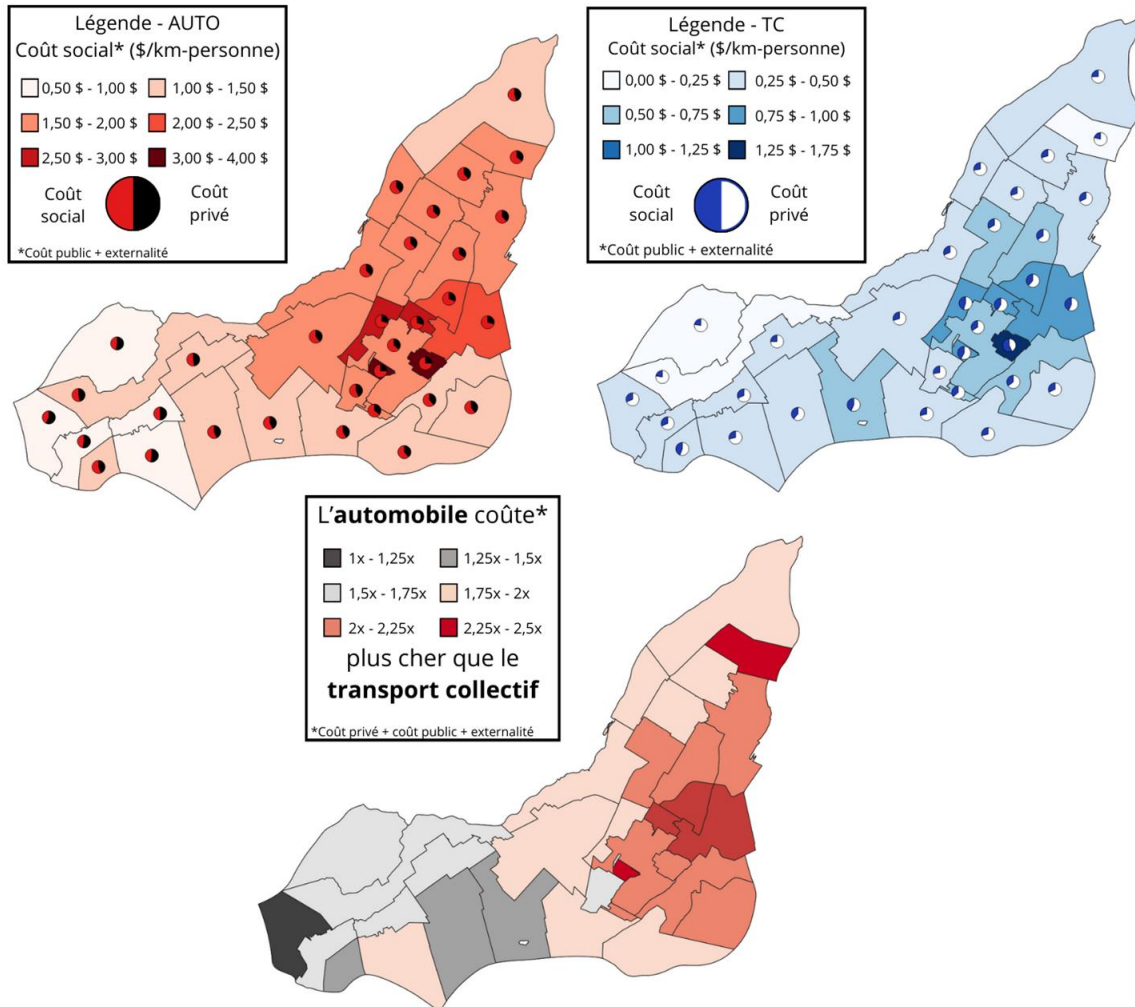 Légende - AUTO
Coût social* ($/km-personne)
0,50 $ - 1,00 $ 1,00 $ - 1,50 $
1,50 $ - 2,00 $ 2,00 $ - 2,50 $
2,50 $ - 3,00 $ 3,00 $ - 4,00 $
Coût social Coût privé
*Coût public + externalité
Légende - TC
Coût social* ($/km-personne)
0,00 $ - 0,25 $ 0,25 $ - 0,50 $
0,50 $ - 0,75 $ 0,75 $ - 1,00 $
1,00 $ - 1,25 $ 1,25 $ - 1,75 $
Coût social Coût privé
*Coût public + externalité
L'automobile coûte*
1x - 1,25x 1,25x - 1,5x
1,5x - 1,75x 1,75x - 2x
2x - 2,25x 2,25x - 2,5x
plus cher que le
transport collectif
*Coût privé + coût public + externalité